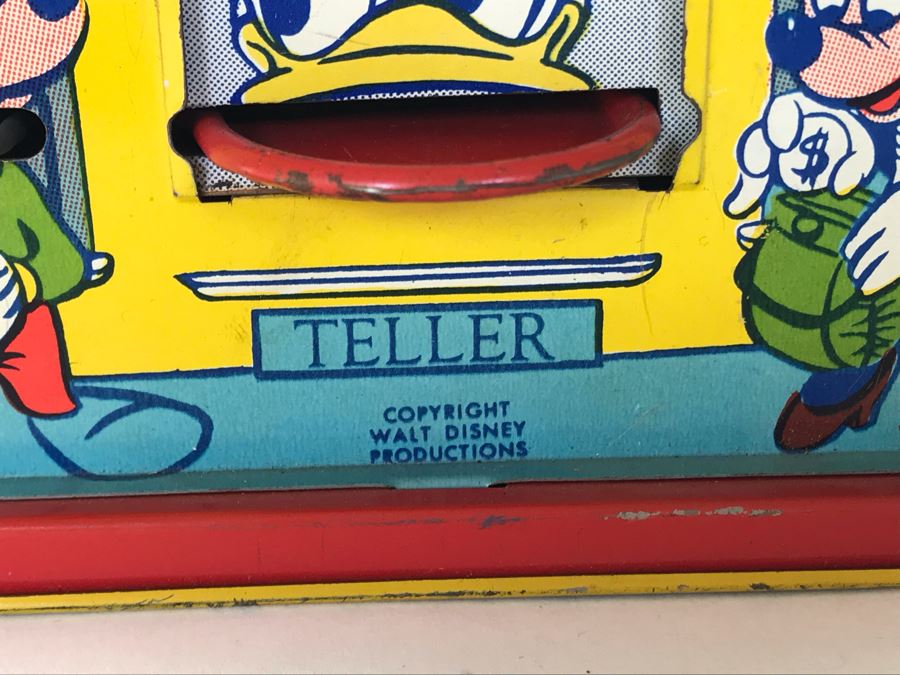 $
TELLER
COPYRIGHT
WALT DISNEY
PRODUCTIONS